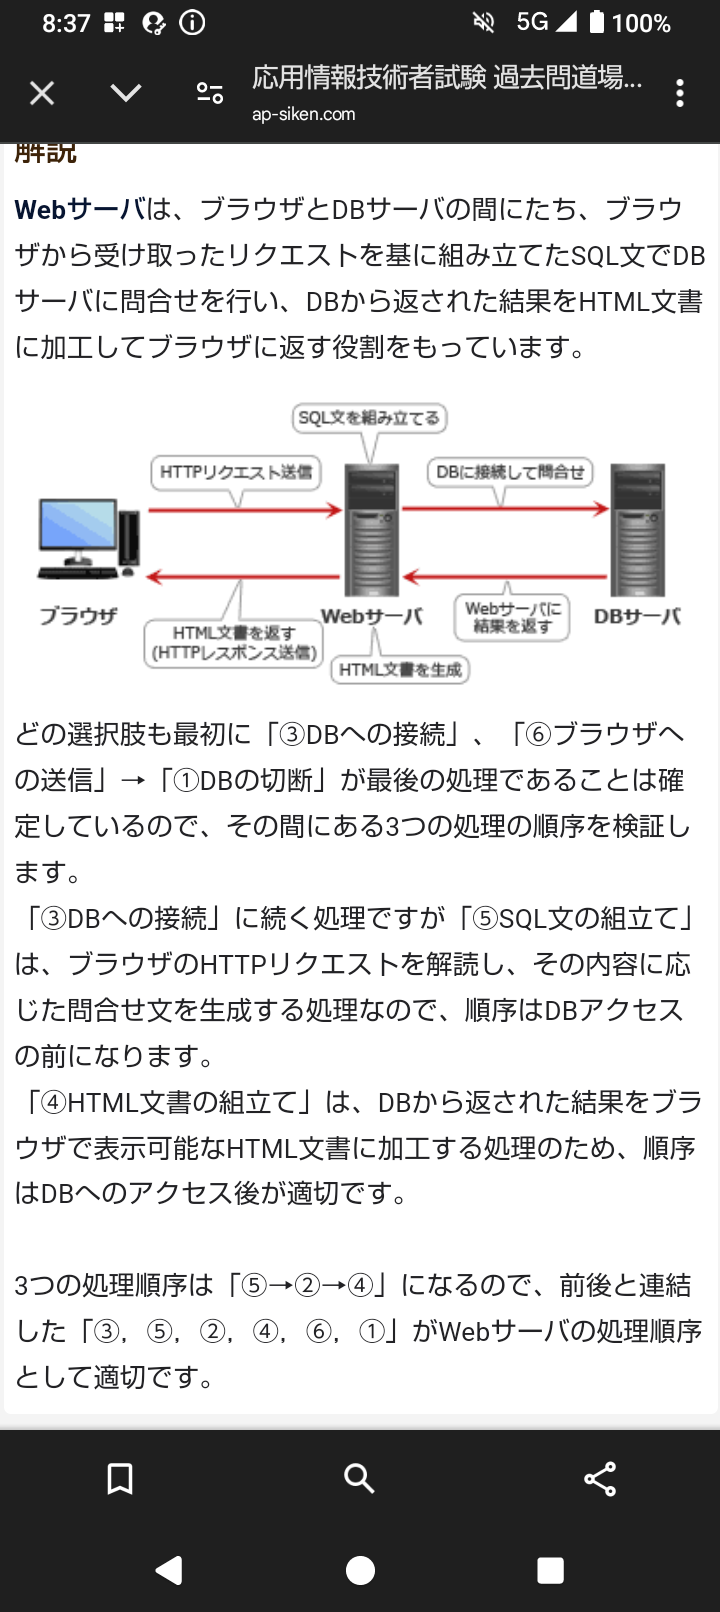 8:37
5G 100%
応用情報技術者試験 過去問道場...
ap-siken.com
解説
Webサーバは、ブラウザとDBサーバの間にたち、ブラウ
ザから受け取ったリクエストを基に組み立てたSQL文でDB
サーバに問合せを行い、DBから返された結果をHTML文書
に加工してブラウザに返す役割をもっています。
SQL文を組み立てる
HTTPリクエスト送信
DBに接続して問合せ
ブラウザ
Webサーバ
DBサーバ
HTML文書を返す
(HTTPレスポンス送信)
Webサーバに
結果を返す
HTML文書を生成
どの選択肢も最初に「③DBへの接続」、「⑥ブラウザへ
の送信」→「①DBの切断」が最後の処理であることは確
定しているので、その間にある3つの処理の順序を検証し
ます。
「③DBへの接続」に続く処理ですが「⑤SQL文の組立て」
は、ブラウザのHTTPリクエストを解読し、その内容に応
じた問合せ文を生成する処理なので、順序はDBアクセス
の前になります。
「④HTML文書の組立て」は、DBから返された結果をブラ
ウザで表示可能なHTML文書に加工する処理のため、順序
はDBへのアクセス後が適切です。
3つの処理順序は「⑤→②→④」になるので、前後と連結
した「③，⑤，②，④，⑥，①」がWebサーバの処理順序
として適切です。